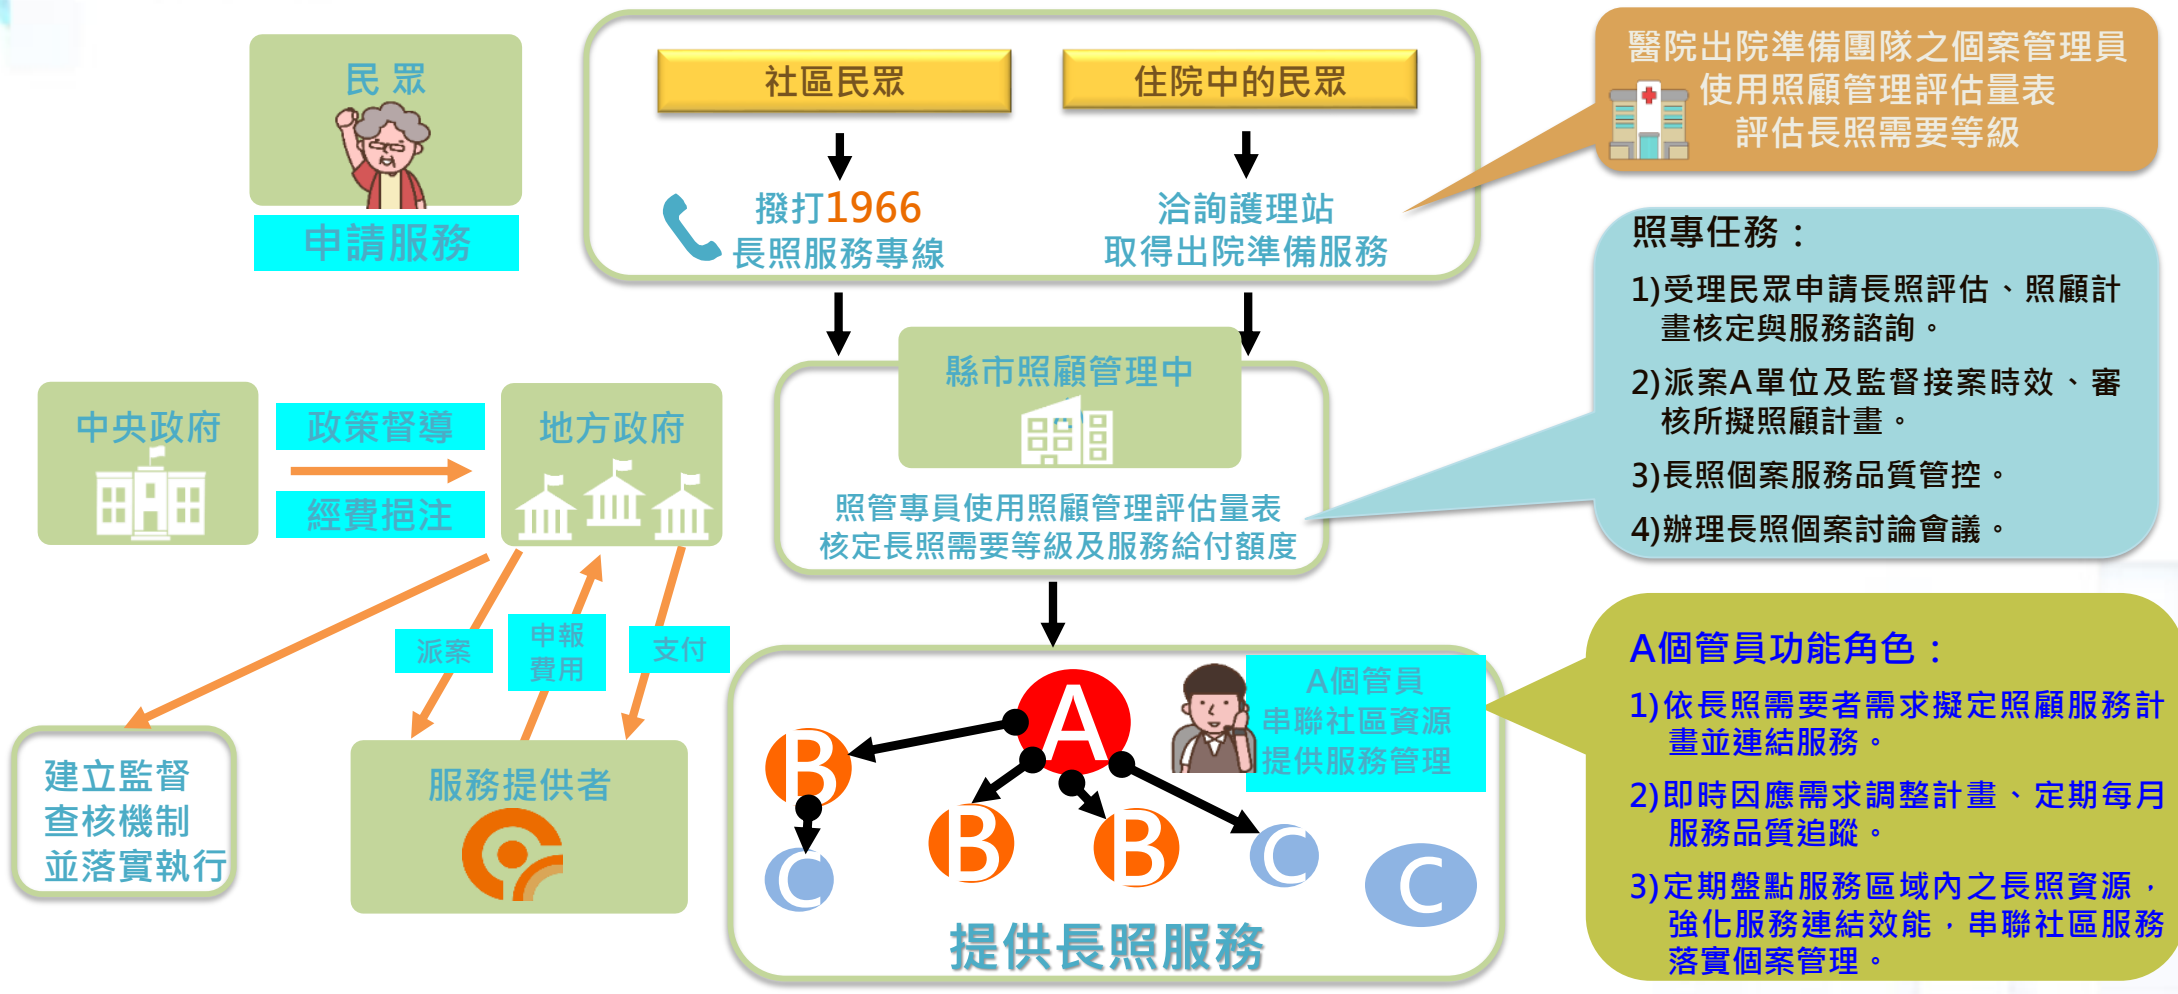 民 眾
申請服務
社區民眾
撥打1966
長照服務專線
住院中的民眾
洽詢護理站
取得出院準備服務
醫院出院準備團隊之個案管理員
使用照顧管理評估量表
評估長照需要等級
照專任務：
1)受理民眾申請長照評估、照顧計
畫核定與服務諮詢。
2)派案A單位及監督接案時效、審
核所擬照顧計畫。
3)長照個案服務品質管控。
4)辦理長照個案討論會議。
縣市照顧管理中
照管專員使用照顧管理評估量表
核定長照需要等級及服務給付額度
中央政府
政策督導
經費挹注
地方政府
派案
申報
費用
支付
建立監督
查核機制
並落實執行
服務提供者
A
B
B
B
C
C
C
A個管員
串聯社區資源
提供服務管理
提供長照服務
A個管員功能角色：
1)依長照需要者需求擬定照顧服務計
畫並連結服務。
2)即時因應需求調整計畫、定期每月
服務品質追蹤。
3)定期盤點服務區域內之長照資源，
強化服務連結效能，串聯社區服務
落實個案管理。